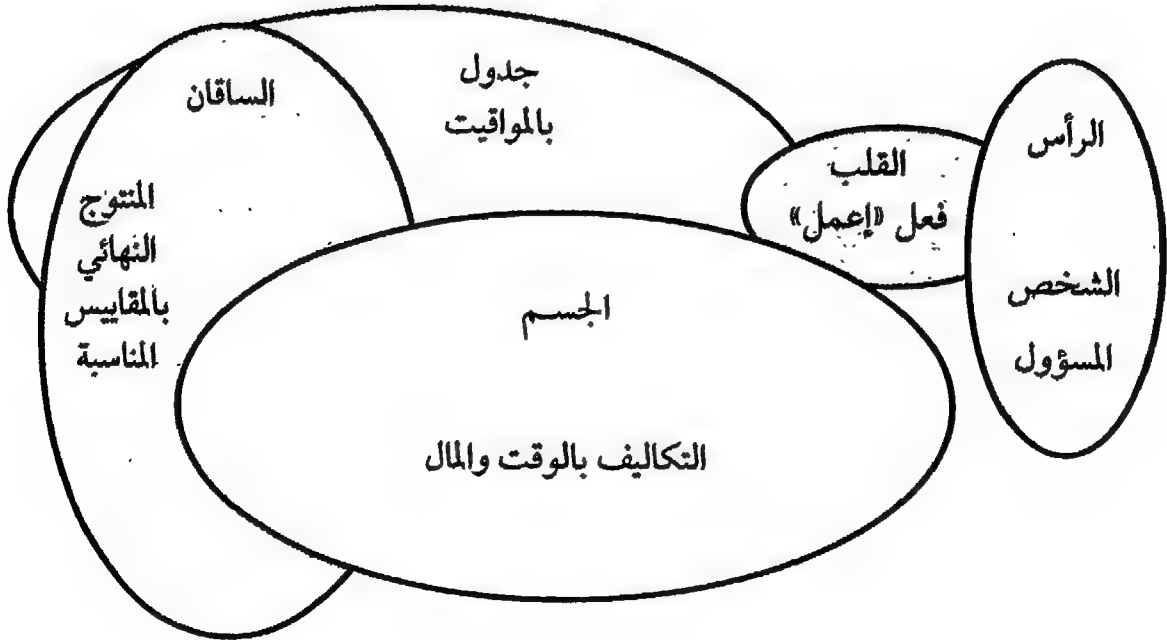 الرأس
الشخص
المسؤول
القلب
فعل «إعمل»
جدول
بالمواقيت
الجسم
التكاليف بالوقت والمال
الساقان
المنتوج
النهائي
بالمقاييس
المناسبة